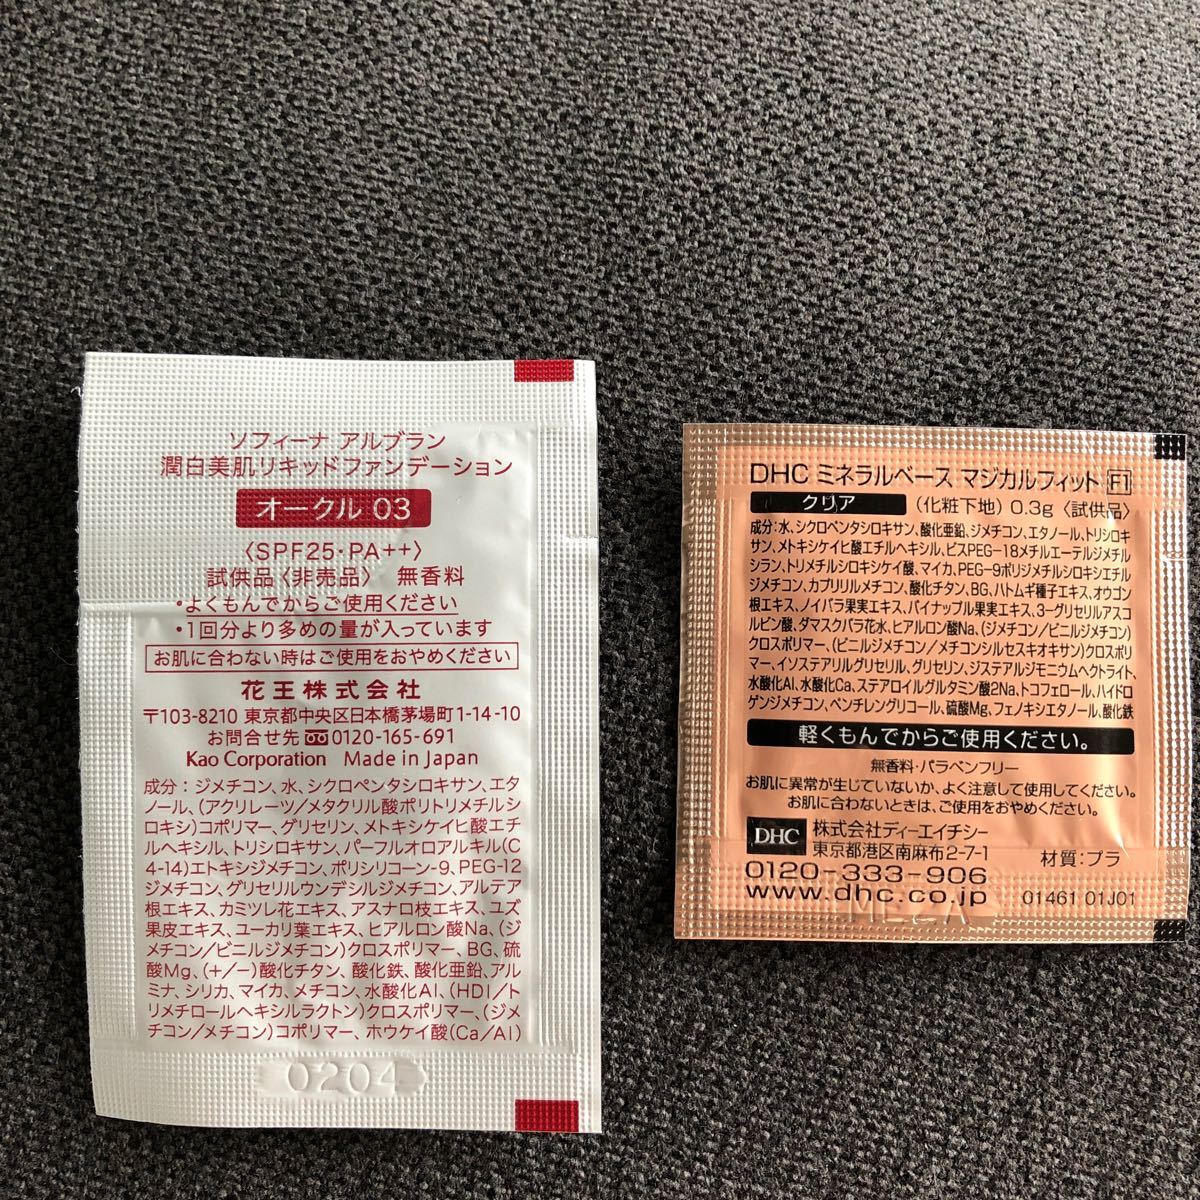 ソフィーナ アルブラン
潤白美肌リキッドファンデーション
オークル 03
〈SPF25・PA++〉
試供品〈非売品〉 無香料
・よくもんでからご使用ください
・1回分より多めの量が入っています
お肌に合わない時はご使用をおやめください
花王株式会社
〒103-8210 東京都中央区日本橋茅場町1-14-10
お問合せ先 0120-165-691
Kao Corporation Made in Japan
成分：ジメチコン、水、シクロペンタシロキサン、エタ
ノール、(アクリレーツ/メタクリル酸ポリトリメチルシ
ロキシ)コポリマー、グリセリン、メトキシケイヒ酸エチ
ルヘキシル、トリシロキサン、パーフルオロアルキル(C
4-14)エトキシジメチコン、ポリシリコーン-9、PEG-12
ジメチコン、グリセリルウンデシルジメチコン、アルテア
根エキス、カミツレ花エキス、アスナロ枝エキス、ユズ
果皮エキス、ユーカリ葉エキス、ヒアルロン酸Na、(ジ
メチコン/ビニルジメチコン)クロスポリマー、BG、硫
酸Mg、(+/−)酸化チタン、酸化鉄、酸化亜鉛、アル
ミナ、シリカ、マイカ、メチコン、水酸化Al、(HDI/ト
リメチロールヘキシルラクトン)クロスポリマー、(ジメ
チコン/メチコン)コポリマー、ホウケイ酸(Ca/Al)
0204
DHC ミネラルベース マジカルフィット F1
クリア (化粧下地) 0.3g〈試供品〉
成分:水、シクロペンタシロキサン、酸化亜鉛、ジメチコン、エタノール、トリシロキ
サン、メトキシケイヒ酸エチルヘキシル、ビスPEG-18メチルエーテルジメチル
シラン、トリメチルシロキシケイ酸、マイカ、PEG-9ポリジメチルシロキシエチル
ジメチコン、カプリリルメチコン、酸化チタン、BG、ハトムギ種子エキス、オウゴン
根エキス、ノイバラ果実エキス、パイナップル果実エキス、3ーグリセリルアスコ
ルビン酸、ダマスクバラ花水、ヒアルロン酸Na、(ジメチコン/ビニルジメチコン)
クロスポリマー、(ビニルジメチコン/メチコンシルセスキオキサン)クロスポリ
マー、イソステアリルグリセリル、グリセリン、ジステアルジモニウムヘクトライト、
水酸化Al、水酸化Ca、ステアロイルグルタミン酸2Na、トコフェロール、ハイドロ
ゲンジメチコン、ペンチレングリコール、硫酸Mg、フェノキシエタノール、酸化鉄
軽くもんでからご使用ください。
無香料・パラベンフリー
お肌に異常が生じていないか、よく注意して使用してください。
お肌に合わないときは、ご使用をおやめください。
DHC 株式会社ディーエイチシー
東京都港区南麻布2-7-1 材質：プラ
0120-333-906
www.dhc.co.jp 01461 01J01